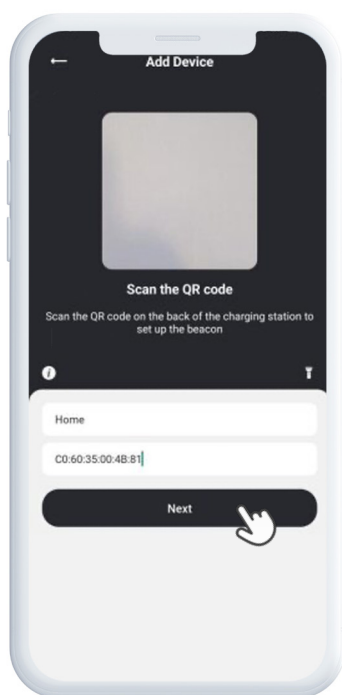 Add Device
Scan the QR code
Scan the QR code on the back of the charging station to
set up the beacon
Home
C0:60:35:00:4B:81
Next